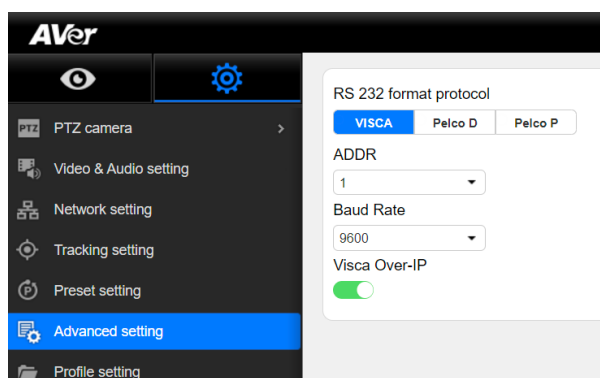 AVer
RS 232 format protocol
VISCA Pelco D Pelco P
ADDR
1
Baud Rate
9600
Visca Over-IP
PTZ PTZ camera
Video & Audio setting
Network setting
Tracking setting
P Preset setting
Advanced setting
Profile setting